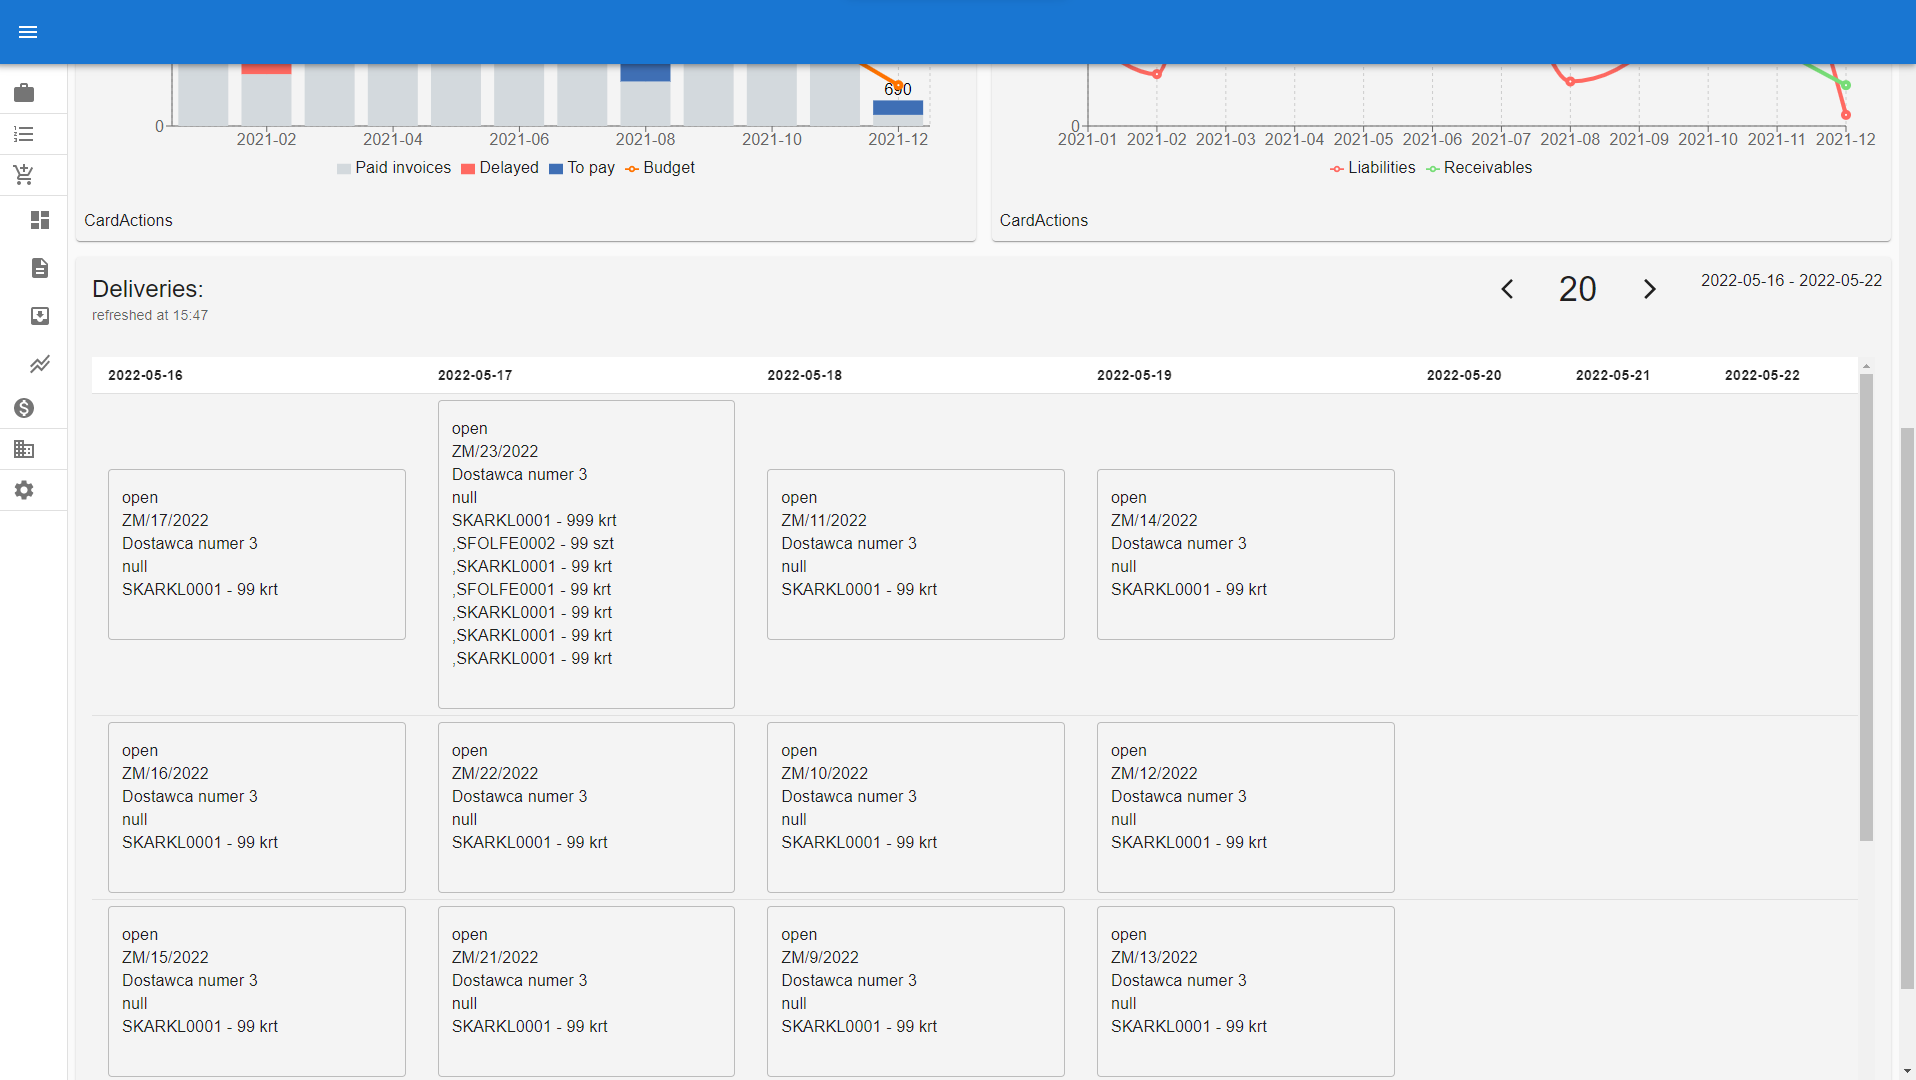 690
0
2021-02 2021-04 2021-06 2021-08 2021-10 2021-12
Paid invoices Delayed To pay Budget
CardActions
0
2021-01 2021-02 2021-03 2021-04 2021-05 2021-06 2021-07 2021-08 2021-09 2021-10 2021-11 2021-12
Liabilities Receivables
CardActions
Deliveries:
refreshed at 15:47
20
2022-05-16 - 2022-05-22
2022-05-16 2022-05-17 2022-05-18 2022-05-19 2022-05-20 2022-05-21 2022-05-22
open
ZM/17/2022
Dostawca numer 3
null
SKARKL0001 - 99 krt
open
ZM/23/2022
Dostawca numer 3
null
SKARKL0001 - 999 krt
,SFOLFE0002 - 99 szt
,SKARKL0001 - 99 krt
,SFOLFE0001 - 99 krt
,SKARKL0001 - 99 krt
,SKARKL0001 - 99 krt
,SKARKL0001 - 99 krt
open
ZM/11/2022
Dostawca numer 3
null
SKARKL0001 - 99 krt
open
ZM/14/2022
Dostawca numer 3
null
SKARKL0001 - 99 krt
open
ZM/16/2022
Dostawca numer 3
null
SKARKL0001 - 99 krt
open
ZM/22/2022
Dostawca numer 3
null
SKARKL0001 - 99 krt
open
ZM/10/2022
Dostawca numer 3
null
SKARKL0001 - 99 krt
open
ZM/12/2022
Dostawca numer 3
null
SKARKL0001 - 99 krt
open
ZM/15/2022
Dostawca numer 3
null
SKARKL0001 - 99 krt
open
ZM/21/2022
Dostawca numer 3
null
SKARKL0001 - 99 krt
open
ZM/9/2022
Dostawca numer 3
null
SKARKL0001 - 99 krt
open
ZM/13/2022
Dostawca numer 3
null
SKARKL0001 - 99 krt